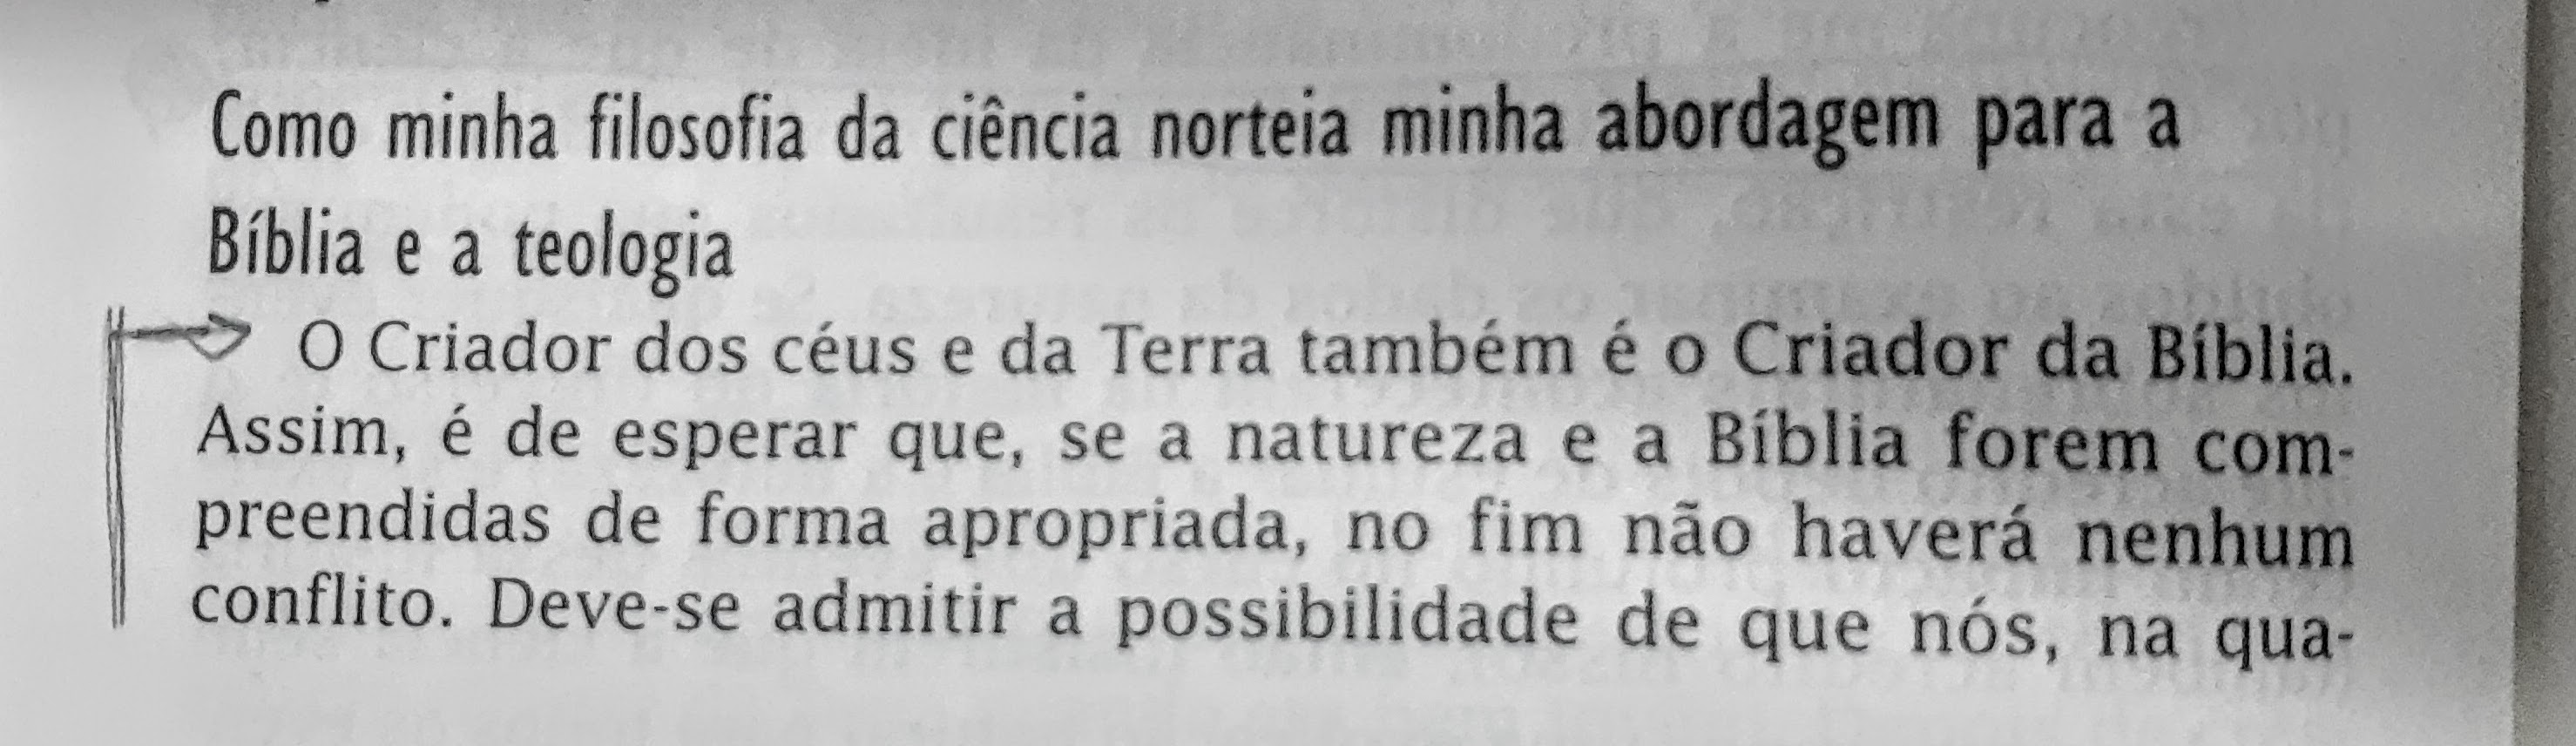 Como minha filosofia da ciência norteia minha abordagem para a
Bíblia e a teologia
O Criador dos céus e da Terra também é o Criador da Bíblia.
Assim, é de esperar que, se a natureza e a Bíblia forem com-
preendidas de forma apropriada, no fim não haverá nenhum
conflito. Deve-se admitir a possibilidade de que nós, na qua-